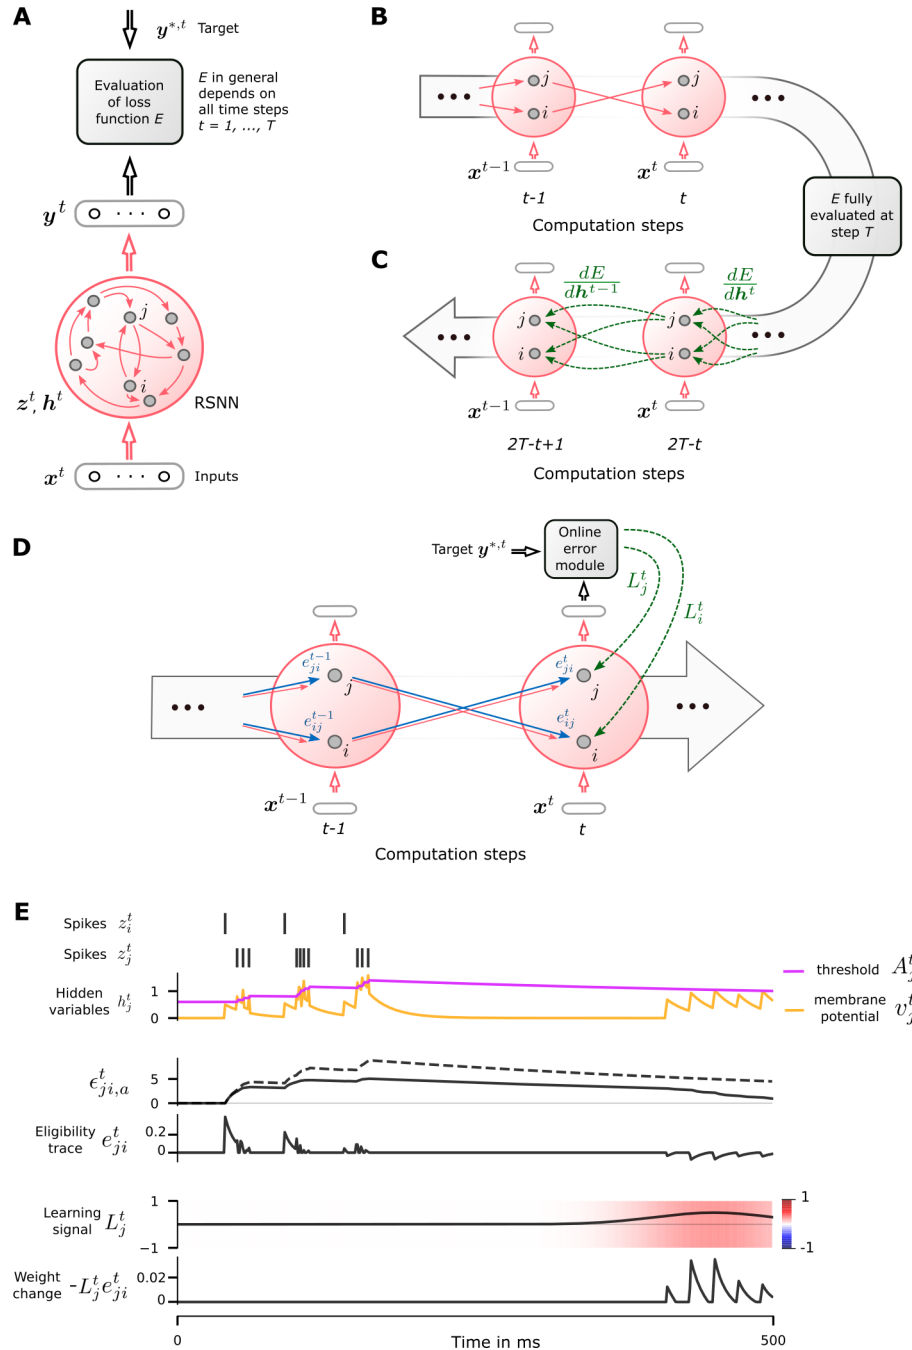 A
y*,t Target
Evaluation
of loss
function E
E in general
depends on
all time steps
t = 1, ..., T
y^t
· · ·
j
i
z^t, h^t
RSNN
x^t
· · ·
Inputs
B
j
j
i
i
x^{t-1}
x^t
t-1
t
Computation steps
E fully
evaluated at
step T
C
dE/dh^{t-1}
dE/dh^t
j
j
i
i
x^{t-1}
x^t
2T-t+1
2T-t
Computation steps
D
Target y*,t
Online
error
module
L_j^t
L_i^t
e_{ji}^{t-1}
e_{ji}^t
j
j
e_{ij}^{t-1}
e_{ij}^t
i
i
x^{t-1}
x^t
t-1
t
Computation steps
E
Spikes z_i^t
Spikes z_j^t
Hidden
variables h_j^t
1
0
threshold A_j^t
membrane
potential v_j^t
ϵ_{ji,a}^t
5
0
Eligibility
trace e_{ji}^t
0.2
0
Learning
signal L_j^t
1
-1
1
-1
Weight
change -L_j^t e_{ji}^t
0.02
0
0
500
Time in ms